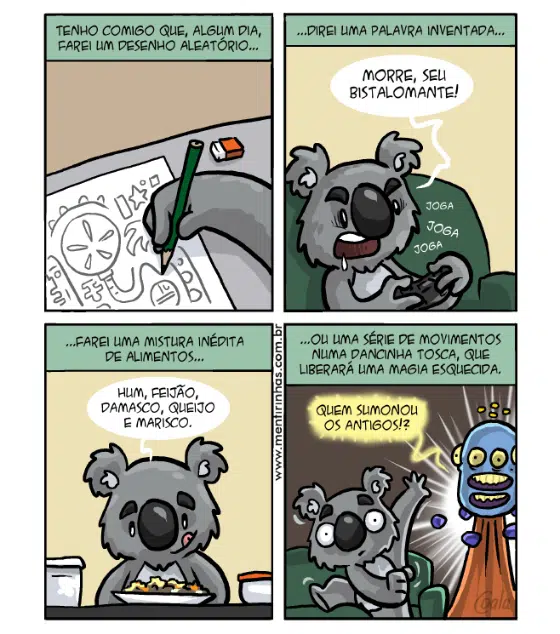 TENHO COMIGO QUE, ALGUM DIA,
FAREI UM DESENHO ALEATÓRIO...
...DIREI UMA PALAVRA INVENTADA...
MORRE, SEU
BISTALOMANTE!
JOGA
JOGA
JOGA
...FAREI UMA MISTURA INÉDITA
DE ALIMENTOS...
HUM, FEIJÃO,
DAMASCO, QUEIJO
E MARISCO.
www.mentirinhas.com.br
...OU UMA SÉRIE DE MOVIMENTOS
NUMA DANCINHA TOSCA, QUE
LIBERARÁ UMA MAGIA ESQUECIDA.
QUEM SUMONOU
OS ANTIGOS!?
Coala